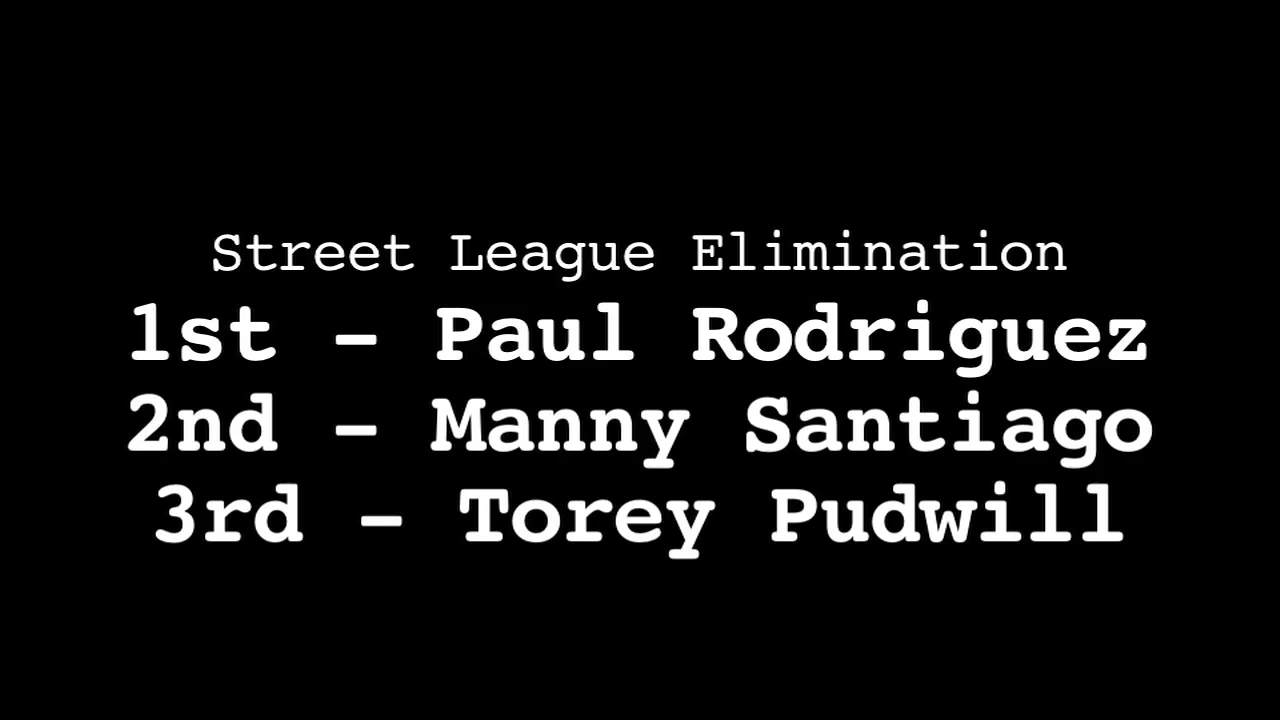 Street League Elimination
1st - Paul Rodriguez
2nd - Manny Santiago
3rd - Torey Pudwill